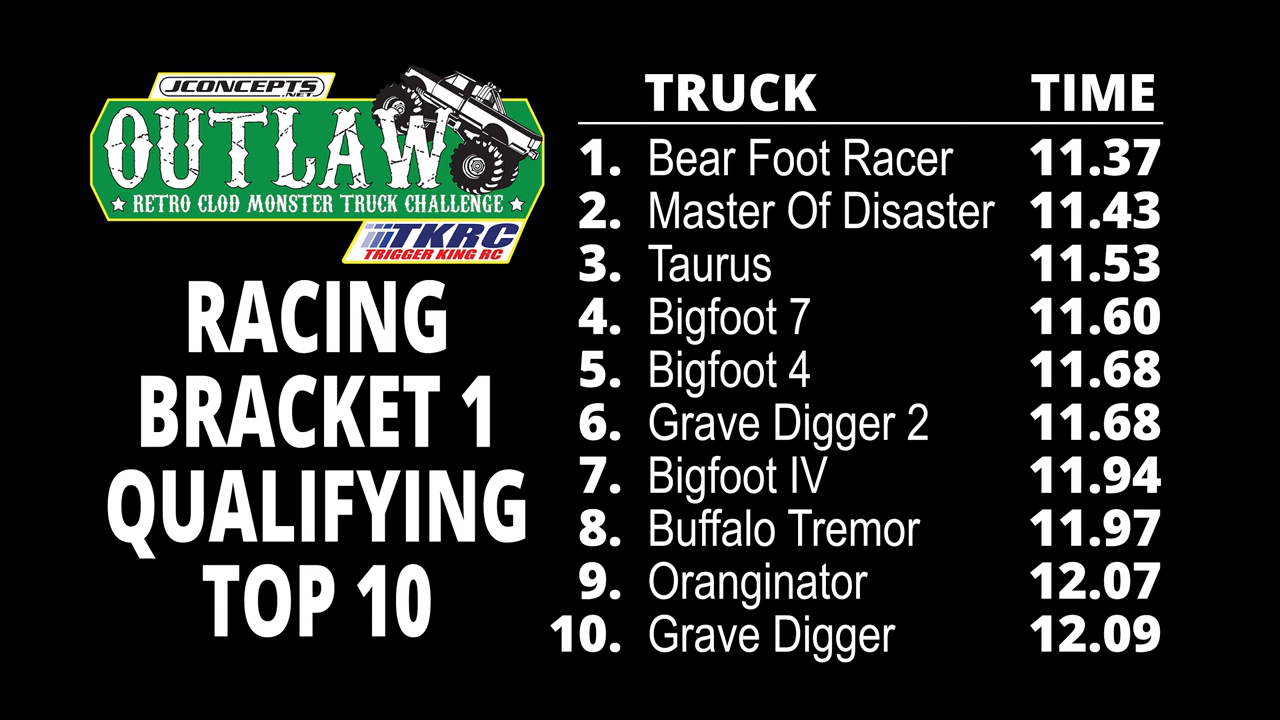 JCONCEPTS
.NET
OUTLAW
RETRO CLOD MONSTER TRUCK CHALLENGE
TKRC
TRIGGER KING RC
RACING
BRACKET 1
QUALIFYING
TOP 10
TRUCK TIME
1. Bear Foot Racer 11.37
2. Master Of Disaster 11.43
3. Taurus 11.53
4. Bigfoot 7 11.60
5. Bigfoot 4 11.68
6. Grave Digger 2 11.68
7. Bigfoot IV 11.94
8. Buffalo Tremor 11.97
9. Oranginator 12.07
10. Grave Digger 12.09